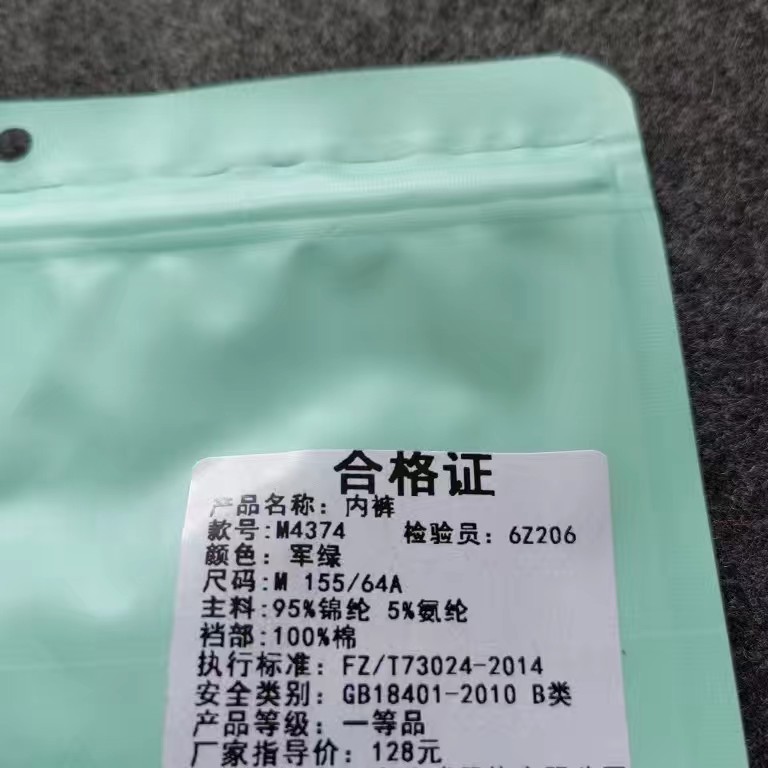 合格证
产品名称：内裤
款号:M4374 检验员：6Z206
颜色：军绿
尺码:M 155/64A
主料:95%锦纶 5%氨纶
裆部:100%棉
执行标准：FZ/T73024-2014
安全类别：GB18401-2010 B类
产品等级：一等品
厂家指导价：128元